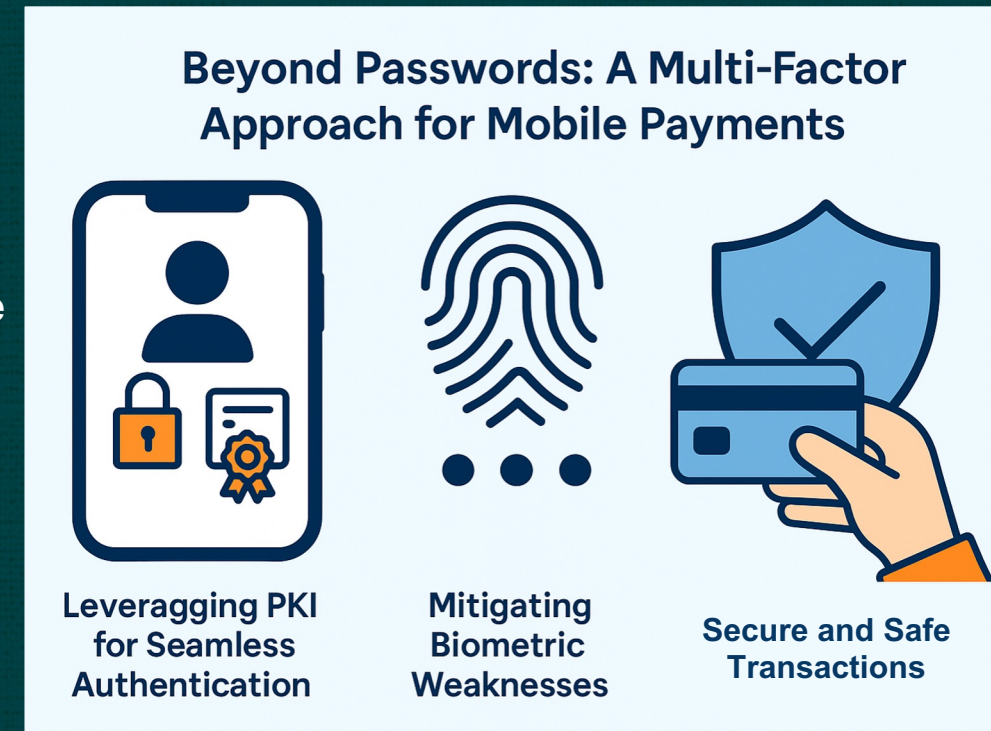 Beyond Passwords: A Multi-Factor
Approach for Mobile Payments
Leveragging PKI
for Seamless
Authentication
Mitigating
Biometric
Weaknesses
Secure and Safe
Transactions